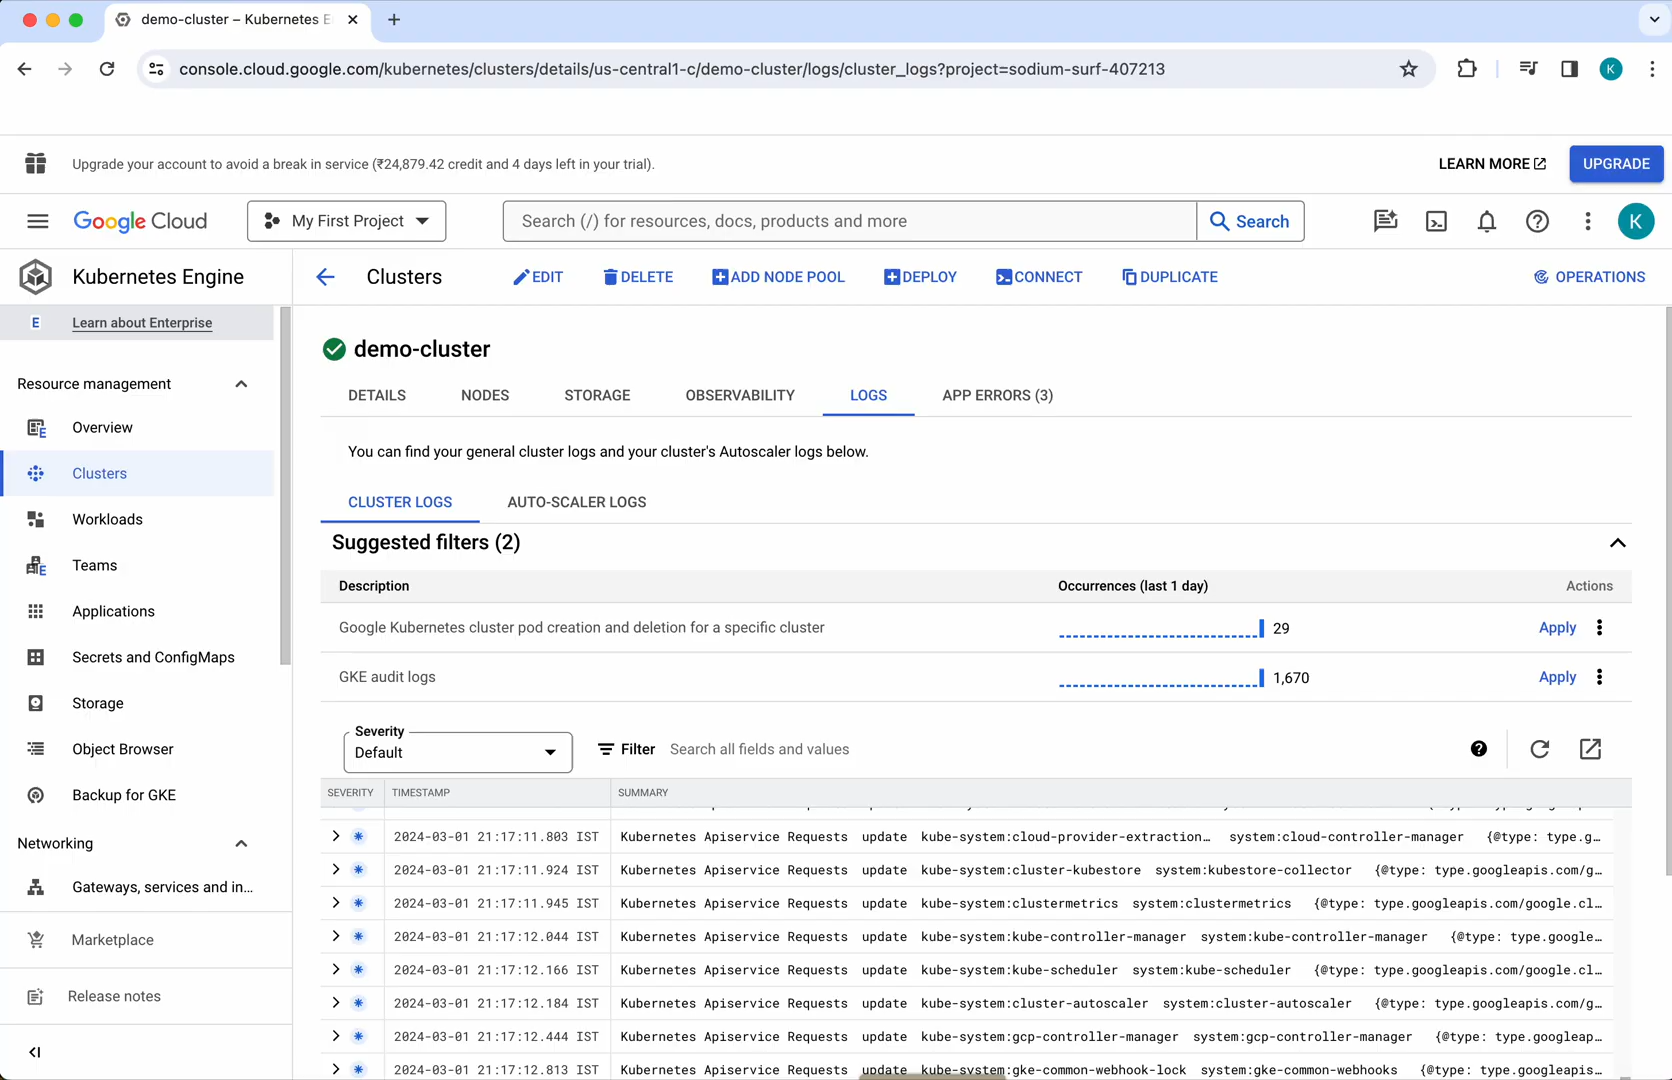 demo-cluster – Kubernetes E
console.cloud.google.com/kubernetes/clusters/details/us-central1-c/demo-cluster/logs/cluster_logs?project=sodium-surf-407213
K
Upgrade your account to avoid a break in service (₹24,879.42 credit and 4 days left in your trial).
LEARN MORE
UPGRADE
Google Cloud
My First Project
Search (/) for resources, docs, products and more
Search
K
Kubernetes Engine
Clusters
EDIT
DELETE
ADD NODE POOL
DEPLOY
CONNECT
DUPLICATE
OPERATIONS
E Learn about Enterprise
Resource management
Overview
Clusters
Workloads
Teams
Applications
Secrets and ConfigMaps
Storage
Object Browser
Backup for GKE
Networking
Gateways, services and in…
Marketplace
Release notes
demo-cluster
DETAILS NODES STORAGE OBSERVABILITY LOGS APP ERRORS (3)
You can find your general cluster logs and your cluster's Autoscaler logs below.
CLUSTER LOGS AUTO-SCALER LOGS
Suggested filters (2)
Description Occurrences (last 1 day) Actions
Google Kubernetes cluster pod creation and deletion for a specific cluster 29 Apply
GKE audit logs 1,670 Apply
Severity
Default
Filter Search all fields and values
SEVERITY TIMESTAMP SUMMARY
2024-03-01 21:17:11.803 IST Kubernetes Apiservice Requests update kube-system:cloud-provider-extraction… system:cloud-controller-manager {@type: type.g…
2024-03-01 21:17:11.924 IST Kubernetes Apiservice Requests update kube-system:cluster-kubestore system:kubestore-collector {@type: type.googleapis.com/g…
2024-03-01 21:17:11.945 IST Kubernetes Apiservice Requests update kube-system:clustermetrics system:clustermetrics {@type: type.googleapis.com/google.cl…
2024-03-01 21:17:12.044 IST Kubernetes Apiservice Requests update kube-system:kube-controller-manager system:kube-controller-manager {@type: type.google…
2024-03-01 21:17:12.166 IST Kubernetes Apiservice Requests update kube-system:kube-scheduler system:kube-scheduler {@type: type.googleapis.com/google.cl…
2024-03-01 21:17:12.184 IST Kubernetes Apiservice Requests update kube-system:cluster-autoscaler system:cluster-autoscaler {@type: type.googleapis.com/g…
2024-03-01 21:17:12.444 IST Kubernetes Apiservice Requests update kube-system:gcp-controller-manager system:gcp-controller-manager {@type: type.googleap…
2024-03-01 21:17:12.813 IST Kubernetes Apiservice Requests update kube-system:gke-common-webhook-lock system:gke-common-webhooks {@type: type.googleapis…